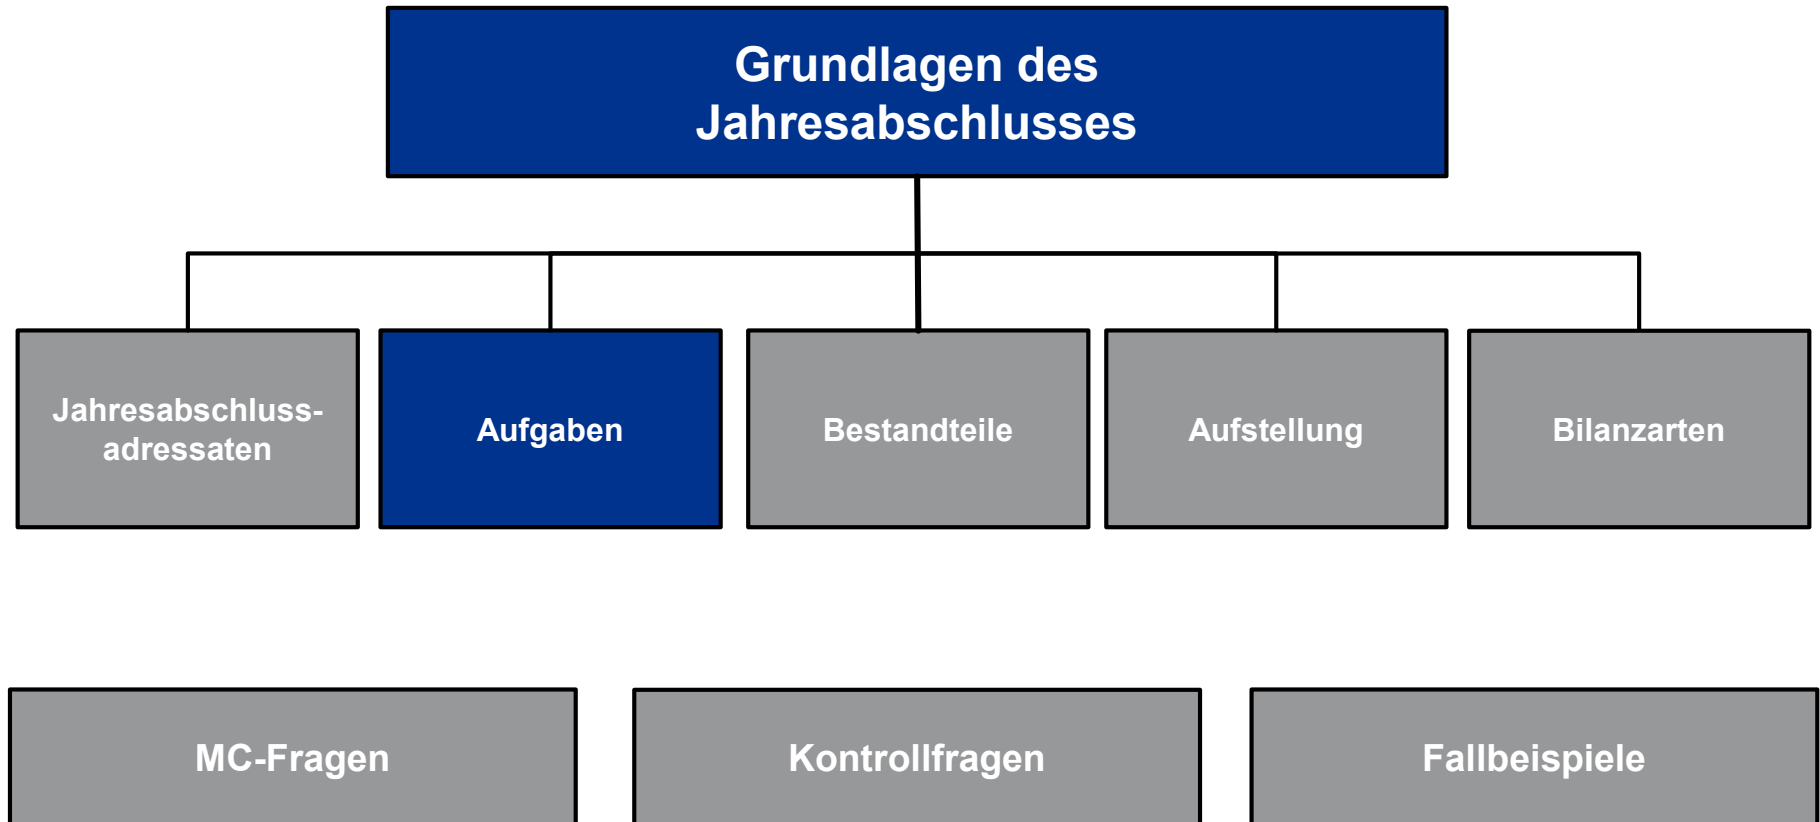 Grundlagen des
Jahresabschlusses
Jahresabschluss-
adressaten
Aufgaben
Bestandteile
Aufstellung
Bilanzarten
MC-Fragen
Kontrollfragen
Fallbeispiele